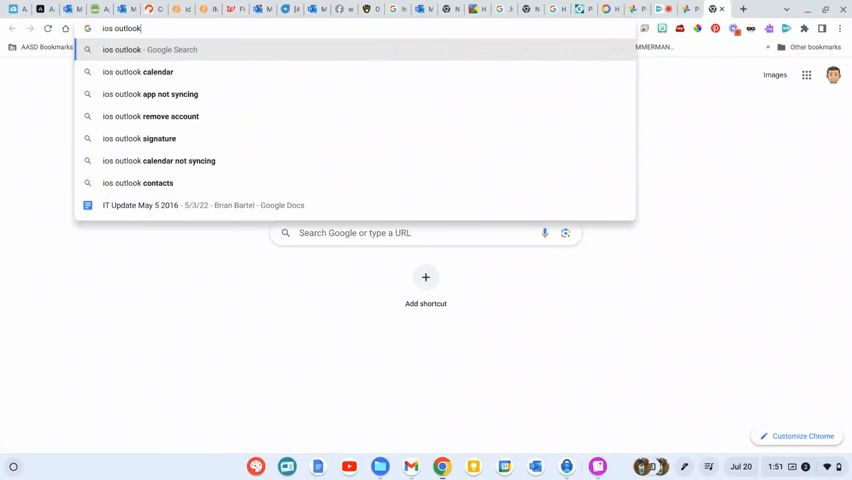 ios outlook
AASD Bookmarks
MMERMAN...
» Other bookmarks
ios outlook - Google Search
ios outlook calendar
ios outlook app not syncing
ios outlook remove account
ios outlook signature
ios outlook calendar not syncing
ios outlook contacts
IT Update May 5 2016 - 5/3/22 - Brian Bartel - Google Docs
Images
Search Google or type a URL
Add shortcut
Customize Chrome
Jul 20
1:51
3